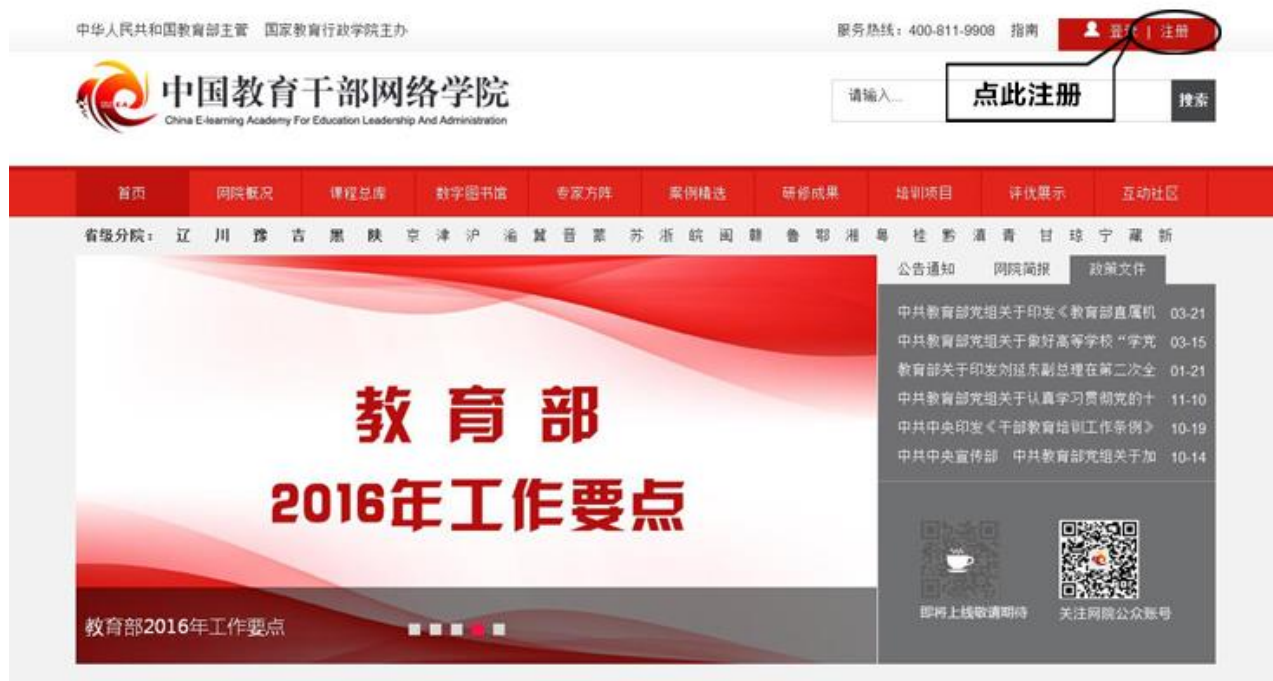 中华人民共和国教育部主管 国家教育行政学院主办
服务热线：400-811-9908 指南 登录 | 注册
中国教育干部网络学院
China E-learning Academy For Education Leadership And Administration
请输入... 点此注册 搜索
首页 网院概况 课程总库 数字图书馆 专家方阵 案例精选 研修成果 培训项目 评优展示 互动社区
省级分院： 辽 川 豫 吉 黑 陕 京 津 沪 渝 冀 晋 蒙 苏 浙 皖 闽 赣 鲁 鄂 湘 粤 桂 黔 滇 青 甘 琼 宁 藏 新
公告通知 网院简报 政策文件
中共教育部党组关于印发《教育部直属机 03-21
中共教育部党组关于做好高等学校“学党 03-15
教育部关于印发刘延东副总理在第二次全 01-21
中共教育部党组关于认真学习贯彻党的十 11-10
中共中央印发《干部教育培训工作条例》 10-19
中共中央宣传部 中共教育部党组关于加 10-14
教育部
2016年工作要点
教育部2016年工作要点
即将上线敬请期待 关注网院公众账号